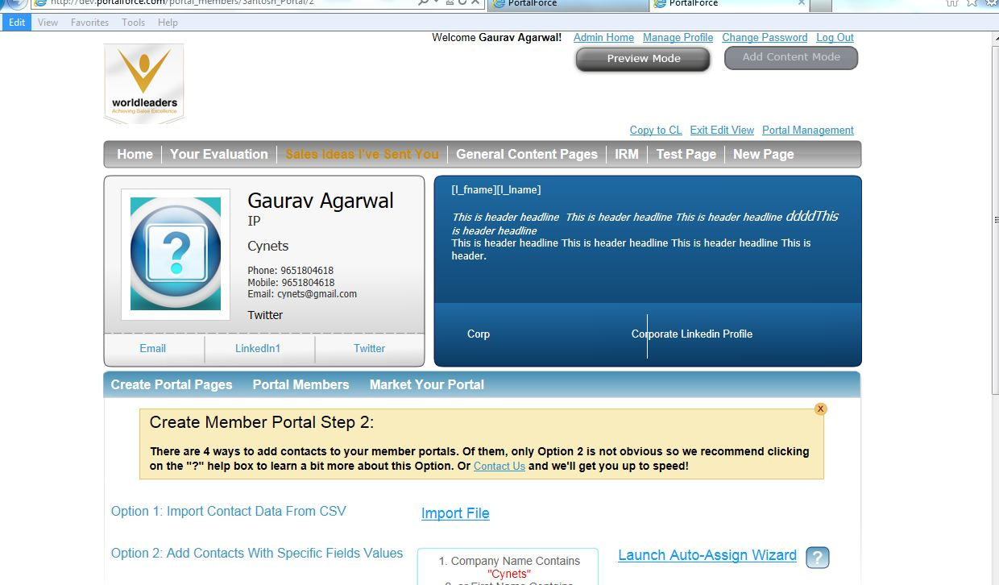 http://dev.portalforce.com/portal_members/Santosh_Portal/2
PortalForce
PortalForce
Edit View Favorites Tools Help
Welcome Gaurav Agarwal! Admin Home Manage Profile Change Password Log Out
Preview Mode Add Content Mode
worldleaders
Achieving Sales Excellence
Copy to CL Exit Edit View Portal Management
Home Your Evaluation Sales Ideas I've Sent You General Content Pages IRM Test Page New Page
Gaurav Agarwal
IP
Cynets
Phone: 9651804618
Mobile: 9651804618
Email: cynets@gmail.com
Twitter
Email LinkedIn1 Twitter
[l_fname][l_lname]
This is header headline This is header headline This is header headline ddddThis
is header headline
This is header headline This is header headline This is header headline This is
header.
Corp Corporate Linkedin Profile
Create Portal Pages Portal Members Market Your Portal
X
Create Member Portal Step 2:
There are 4 ways to add contacts to your member portals. Of them, only Option 2 is not obvious so we recommend clicking
on the "?" help box to learn a bit more about this Option. Or Contact Us and we'll get you up to speed!
Option 1: Import Contact Data From CSV Import File
Option 2: Add Contacts With Specific Fields Values
1. Company Name Contains
"Cynets"
2. or First Name Contains
Launch Auto-Assign Wizard ?